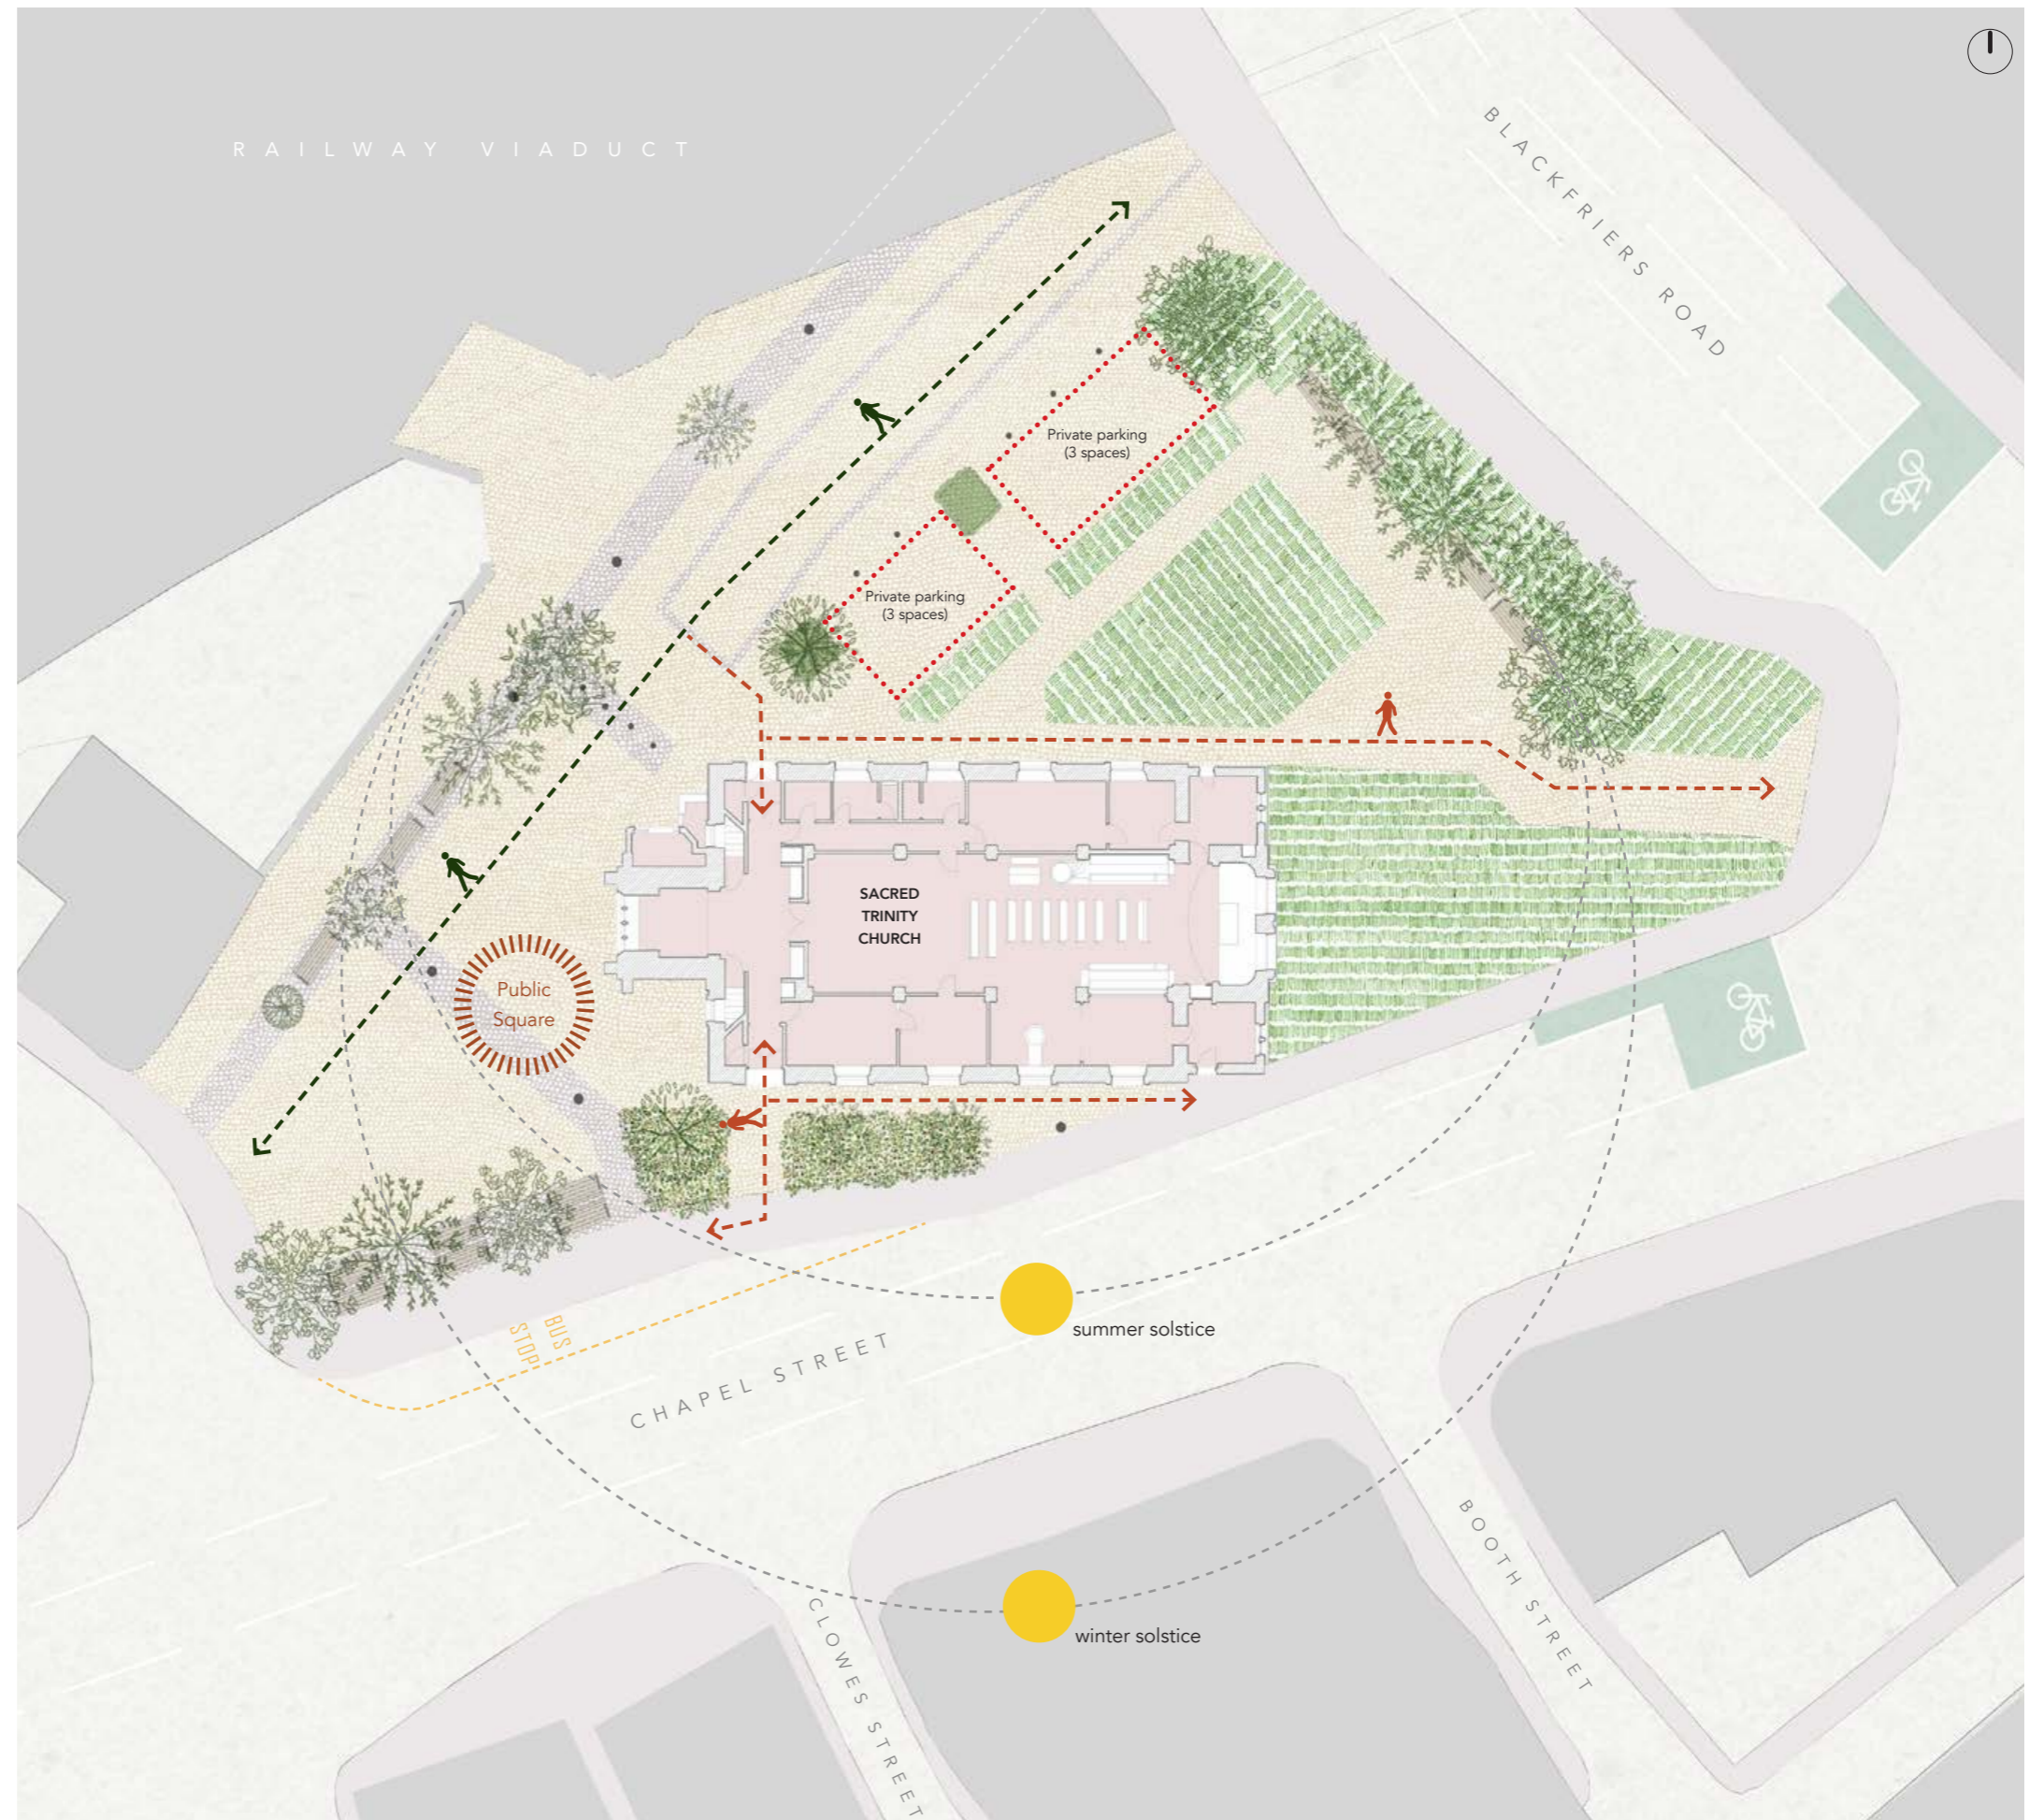 RAILWAY VIADUCT
BLACKFRIERS ROAD
Private parking
(3 spaces)
Private parking
(3 spaces)
SACRED
TRINITY
CHURCH
Public
Square
summer solstice
BUS
STOP
CHAPEL STREET
BOOTH STREET
winter solstice
CLOWES STREET